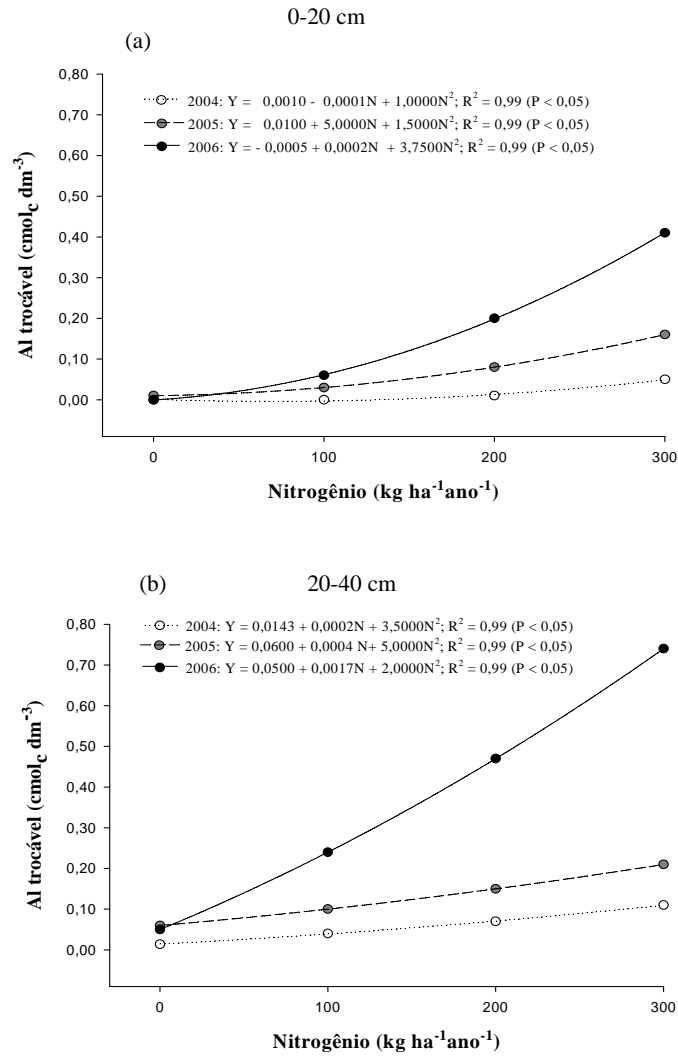 0-20 cm
(a)
0,80
0,70
0,60
0,50
0,40
0,30
0,20
0,10
0,00
Al trocável (cmolc dm-3)
2004: Y = 0,0010 - 0,0001N + 1,0000N2; R2 = 0,99 (P < 0,05)
2005: Y = 0,0100 + 5,0000N + 1,5000N2; R2 = 0,99 (P < 0,05)
2006: Y = - 0,0005 + 0,0002N + 3,7500N2; R2 = 0,99 (P < 0,05)
0 100 200 300
Nitrogênio (kg ha-1ano-1)
(b) 20-40 cm
0,80
0,70
0,60
0,50
0,40
0,30
0,20
0,10
0,00
Al trocável (cmolc dm-3)
2004: Y = 0,0143 + 0,0002N + 3,5000N2; R2 = 0,99 (P < 0,05)
2005: Y = 0,0600 + 0,0004 N+ 5,0000N2; R2 = 0,99 (P < 0,05)
2006: Y = 0,0500 + 0,0017N + 2,0000N2; R2 = 0,99 (P < 0,05)
0 100 200 300
Nitrogênio (kg ha-1ano-1)